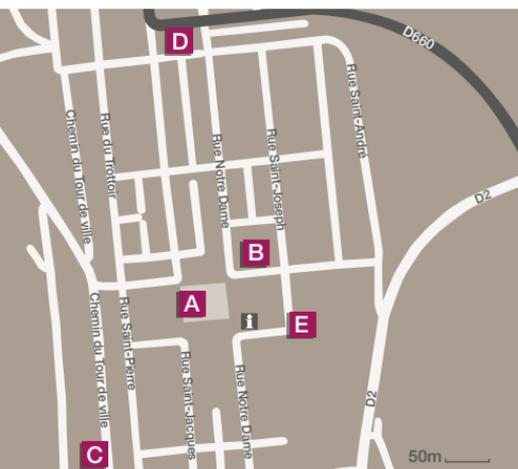 D
D660
Rue Saint-André
Chemin du Tour de ville
Rue du Trottoir
Rue Notre Dame
Rue Saint-Joseph
D2
B
A
i
E
Chemin du Tour de ville
Rue Saint-Pierre
Rue Saint-Jacques
Rue Notre Dame
D2
C
50m